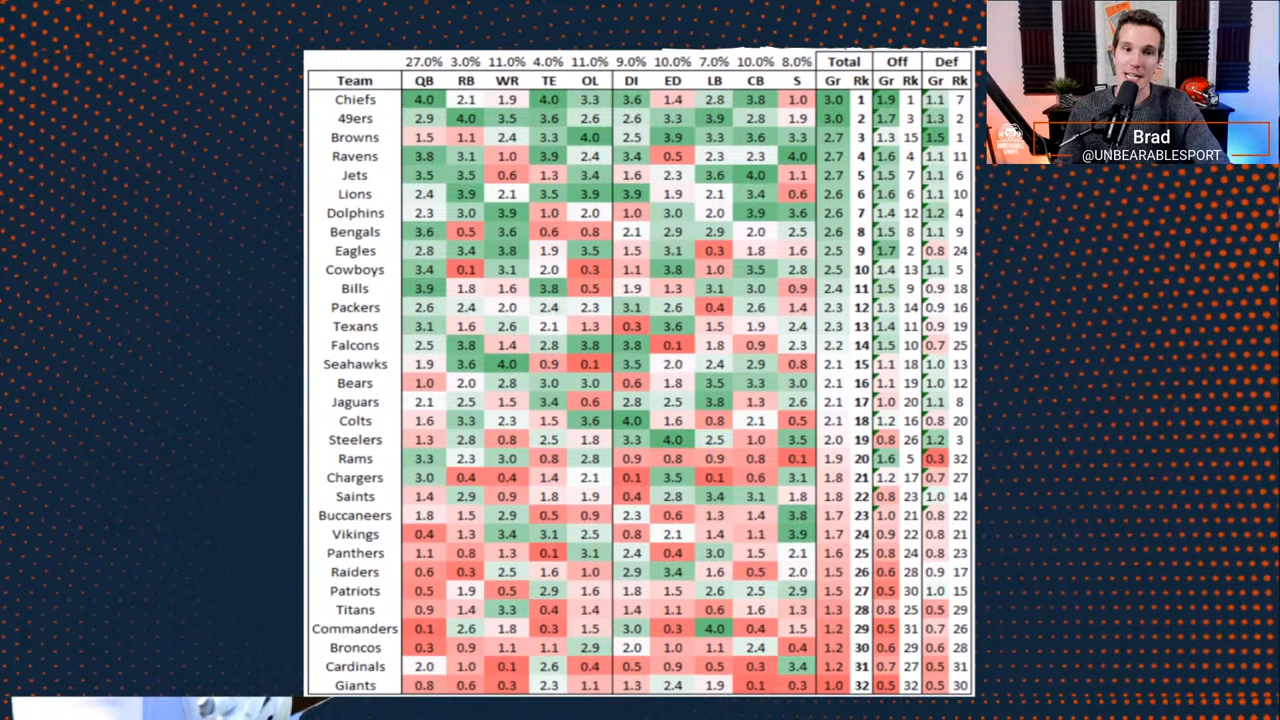 27.0% 3.0% 11.0% 4.0% 11.0% 9.0% 10.0% 7.0% 10.0% 8.0% Total Off Def
Team QB RB WR TE OL DI ED LB CB S Gr Rk Gr Rk Gr Rk
Chiefs 4.0 2.1 1.9 4.0 3.3 3.6 1.4 2.8 3.8 1.0 3.0 1 1.9 1 1.1 7
49ers 2.9 4.0 3.5 3.6 2.6 2.6 3.3 3.9 2.8 1.9 3.0 2 1.7 3 1.3 2
Browns 1.5 1.1 2.4 3.3 4.0 2.5 3.9 3.3 3.6 3.3 2.7 3 1.3 15 1.5 1
Ravens 3.8 3.1 1.0 3.9 2.4 3.4 0.5 2.3 2.3 4.0 2.7 4 1.6 4 1.1 11
Jets 3.5 3.5 0.6 1.3 3.4 1.6 2.3 3.6 4.0 1.1 2.7 5 1.5 7 1.1 6
Lions 2.4 3.9 2.1 3.5 3.9 3.9 1.9 2.1 3.4 0.6 2.6 6 1.6 6 1.1 10
Dolphins 2.3 3.0 3.9 1.0 2.0 1.0 3.0 2.0 3.9 3.6 2.6 7 1.4 12 1.2 4
Bengals 3.6 0.5 3.6 0.6 0.8 2.1 2.9 2.9 2.0 2.5 2.6 8 1.5 8 1.1 9
Eagles 2.8 3.4 3.8 1.9 3.5 1.5 3.1 0.3 1.8 1.6 2.5 9 1.7 2 0.8 24
Cowboys 3.4 0.1 3.1 2.0 0.3 1.1 3.8 1.0 3.5 2.8 2.5 10 1.4 13 1.1 5
Bills 3.9 1.8 1.6 3.8 0.5 1.9 1.3 3.1 3.0 0.9 2.4 11 1.5 9 0.9 18
Packers 2.6 2.4 2.0 2.4 2.3 3.1 2.6 0.4 2.6 1.4 2.3 12 1.3 14 0.9 16
Texans 3.1 1.6 2.6 2.1 1.3 0.3 3.6 1.5 1.9 2.4 2.3 13 1.4 11 0.9 19
Falcons 2.5 3.8 1.4 2.8 3.8 3.8 0.1 1.8 0.9 2.3 2.2 14 1.5 10 0.7 25
Seahawks 1.9 3.6 4.0 0.9 0.1 3.5 2.0 2.4 2.9 0.8 2.1 15 1.1 18 1.0 13
Bears 1.0 2.0 2.8 3.0 3.0 0.6 1.8 3.5 3.3 3.0 2.1 16 1.1 19 1.0 12
Jaguars 2.1 2.5 1.5 3.4 0.6 2.8 2.5 3.8 1.3 2.6 2.1 17 1.0 20 1.1 8
Colts 1.6 3.3 2.3 1.5 3.6 4.0 1.6 0.8 2.1 0.5 2.1 18 1.2 16 0.8 20
Steelers 1.3 2.8 0.8 2.5 1.8 3.3 4.0 2.5 1.0 3.5 2.0 19 0.8 26 1.2 3
Rams 3.3 2.3 3.0 0.8 2.8 0.9 0.8 0.9 0.8 0.1 1.9 20 1.6 5 0.3 32
Chargers 3.0 0.4 0.4 1.4 2.1 0.1 3.5 0.1 0.6 3.1 1.8 21 1.2 17 0.7 27
Saints 1.4 2.9 0.9 1.8 1.9 0.4 2.8 3.4 3.1 1.8 1.8 22 0.8 23 1.0 14
Buccaneers 1.8 1.5 2.9 0.5 0.9 2.3 0.6 1.3 1.4 3.8 1.7 23 1.0 21 0.8 22
Vikings 0.4 1.3 3.4 3.1 2.5 0.8 2.1 1.4 1.1 3.9 1.7 24 0.9 22 0.8 21
Panthers 1.1 0.8 1.3 0.1 3.1 2.4 0.4 3.0 1.5 2.1 1.6 25 0.8 24 0.8 23
Raiders 0.6 0.3 2.5 1.6 1.0 2.9 3.4 1.6 0.5 2.0 1.5 26 0.6 28 0.9 17
Patriots 0.5 1.9 0.5 2.9 1.6 1.8 1.5 2.6 2.5 2.9 1.5 27 0.5 30 1.0 15
Titans 0.9 1.4 3.3 0.4 1.4 1.4 1.1 0.6 1.6 1.3 1.3 28 0.8 25 0.5 29
Commanders 0.1 2.6 1.8 0.3 1.5 3.0 0.3 4.0 0.4 1.5 1.2 29 0.5 31 0.7 26
Broncos 0.3 0.9 1.1 1.1 2.9 2.0 1.0 1.1 2.4 0.4 1.2 30 0.6 29 0.6 28
Cardinals 2.0 1.0 0.1 2.6 0.4 0.5 0.9 0.5 0.3 3.4 1.2 31 0.7 27 0.5 31
Giants 0.8 0.6 0.3 2.3 1.1 1.3 2.4 1.9 0.1 0.3 1.0 32 0.5 32 0.5 30
Brad
@UNBEARABLESPORT